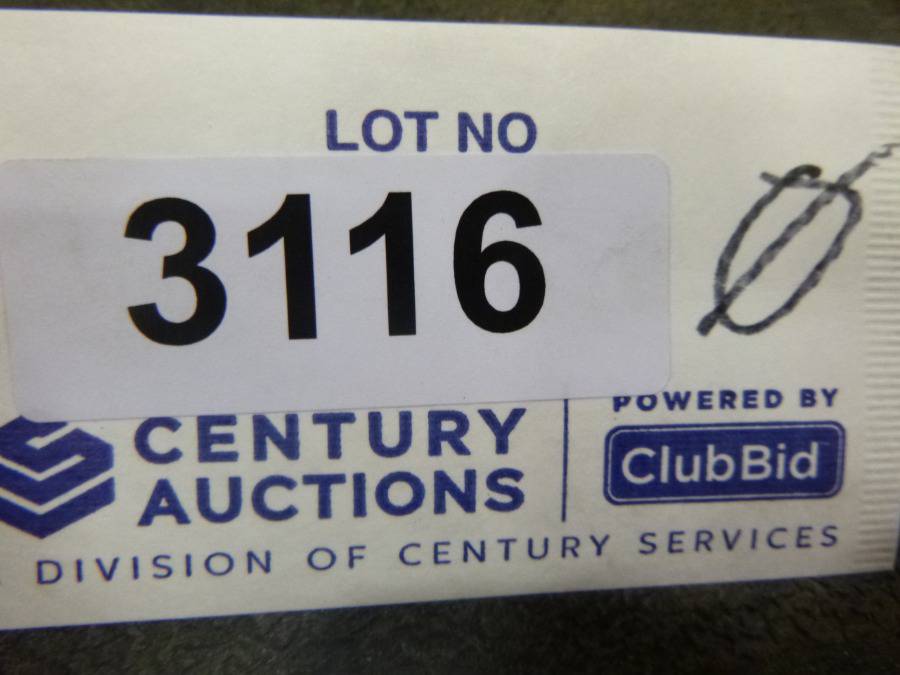 LOT NO
3116
Ø
CENTURY
AUCTIONS
POWERED BY
ClubBid
DIVISION OF CENTURY SERVICES